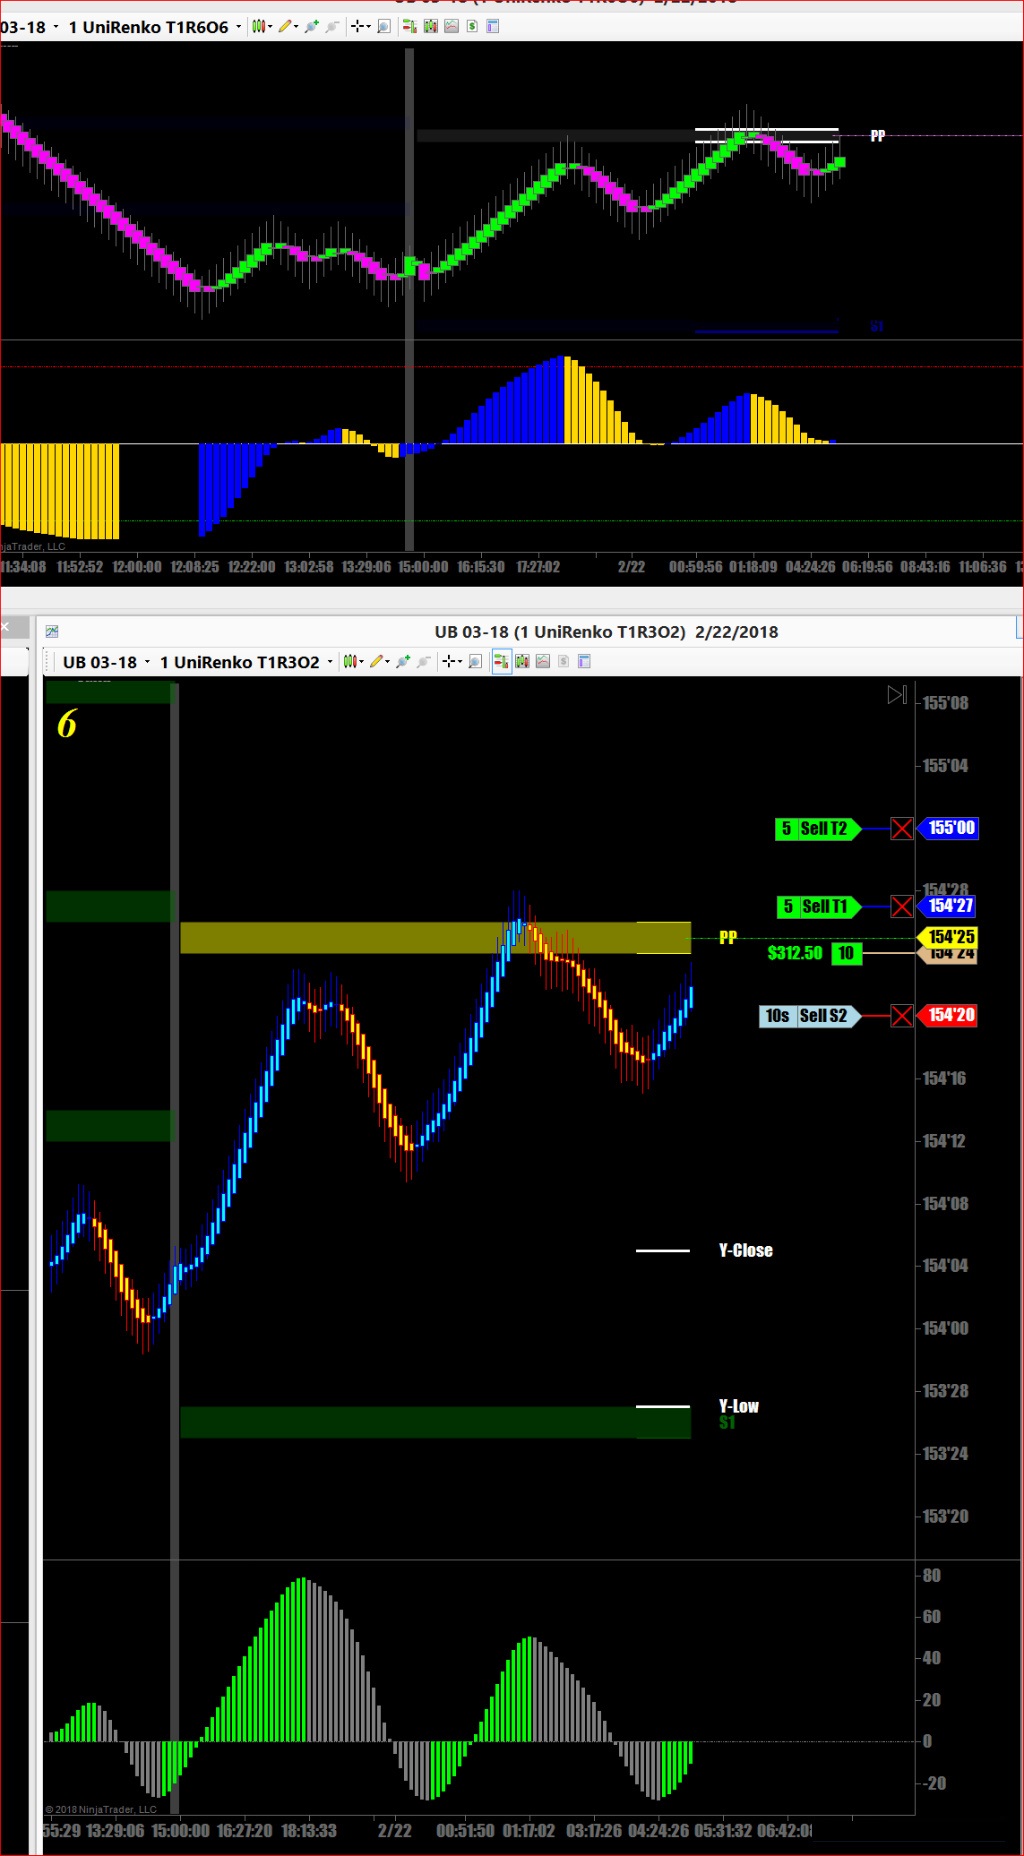 03-18 1 UniRenko T1R6O6
PP
S1
njaTrader, LLC
11:34:08 11:52:52 12:00:00 12:08:25 12:22:00 13:02:58 13:29:06 15:00:00 16:15:30 17:27:02 2/22 00:59:56 01:18:09 04:24:26 06:19:56 08:43:16 11:06:36
UB 03-18 (1 UniRenko T1R3O2) 2/22/2018
UB 03-18 1 UniRenko T1R3O2
6
155'08
155'04
5 Sell T2 155'00
154'28
5 Sell T1 154'27
PP 154'25
$312.50 10 154'24
10s Sell S2 154'20
154'16
154'12
154'08
Y-Close
154'04
154'00
153'28
Y-Low
S1
153'24
153'20
80
60
40
20
0
-20
© 2018 NinjaTrader, LLC
55:29 13:29:06 15:00:00 16:27:20 18:13:33 2/22 00:51:50 01:17:02 03:17:26 04:24:26 05:31:32 06:42:08